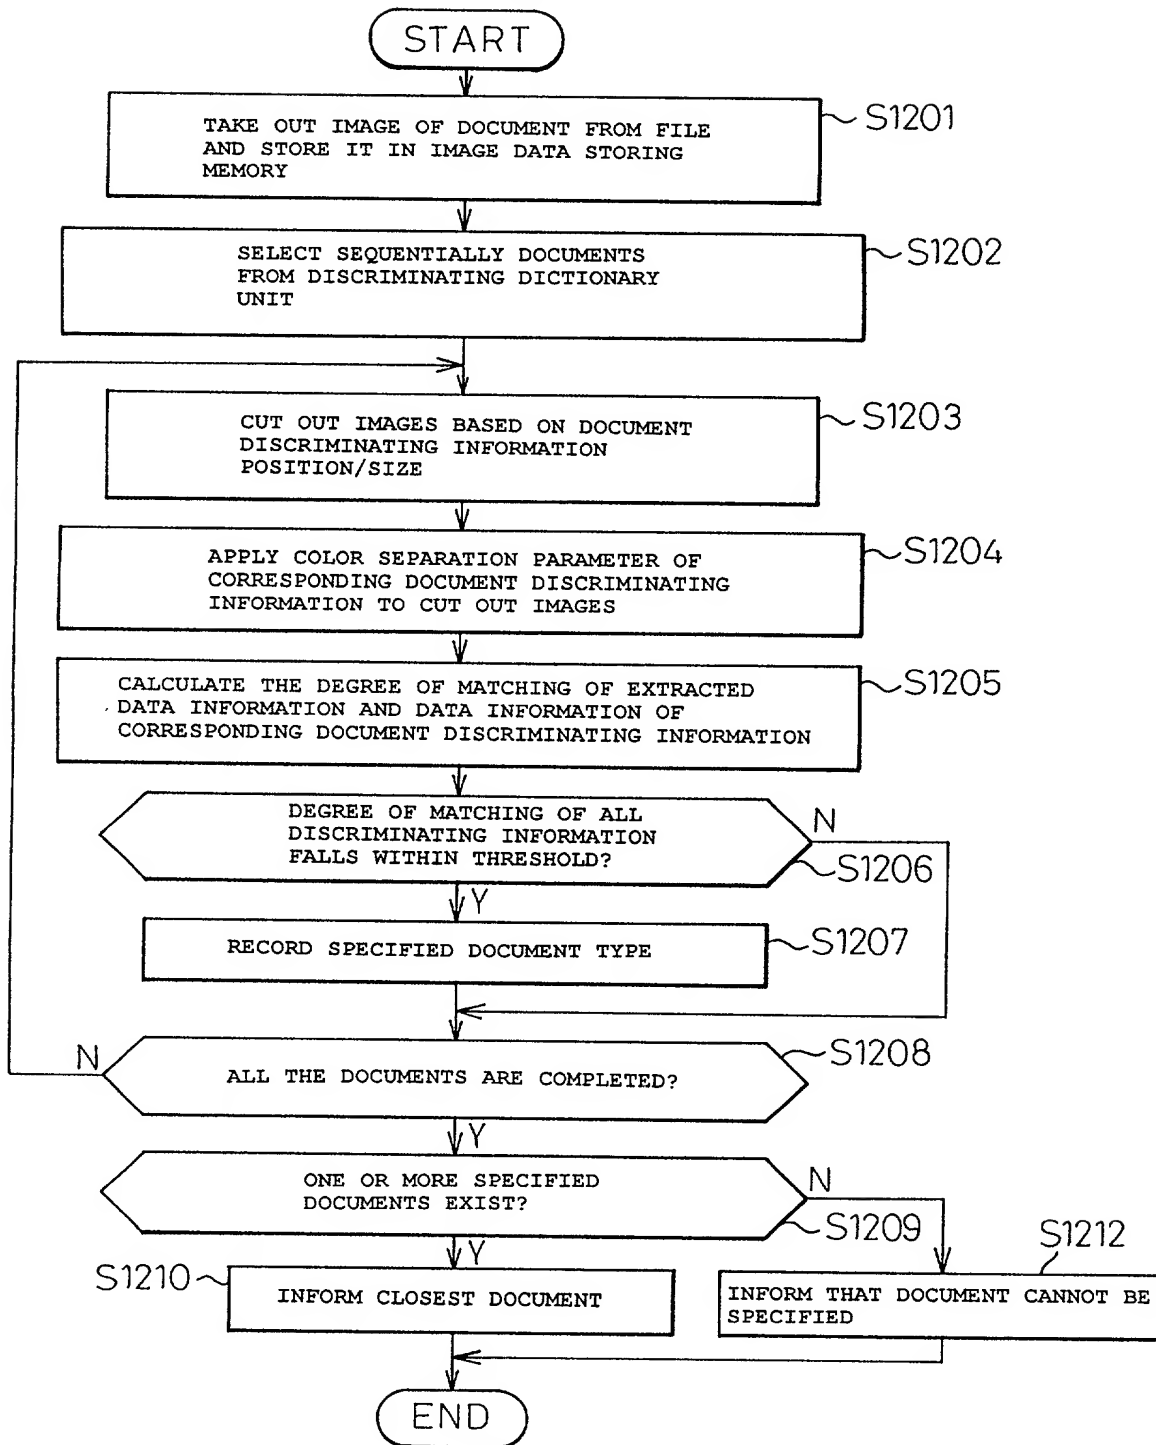 START
S1201
TAKE OUT IMAGE OF DOCUMENT FROM FILE
AND STORE IT IN IMAGE DATA STORING
MEMORY
S1202
SELECT SEQUENTIALLY DOCUMENTS
FROM DISCRIMINATING DICTIONARY
UNIT
S1203
CUT OUT IMAGES BASED ON DOCUMENT
DISCRIMINATING INFORMATION
POSITION/SIZE
S1204
APPLY COLOR SEPARATION PARAMETER OF
CORRESPONDING DOCUMENT DISCRIMINATING
INFORMATION TO CUT OUT IMAGES
S1205
CALCULATE THE DEGREE OF MATCHING OF EXTRACTED
DATA INFORMATION AND DATA INFORMATION OF
CORRESPONDING DOCUMENT DISCRIMINATING INFORMATION
DEGREE OF MATCHING OF ALL
DISCRIMINATING INFORMATION
FALLS WITHIN THRESHOLD?
N
S1206
Y
RECORD SPECIFIED DOCUMENT TYPE
S1207
N
S1208
ALL THE DOCUMENTS ARE COMPLETED?
Y
ONE OR MORE SPECIFIED
DOCUMENTS EXIST?
N
S1209
Y
S1210
INFORM CLOSEST DOCUMENT
S1212
INFORM THAT DOCUMENT CANNOT BE
SPECIFIED
END